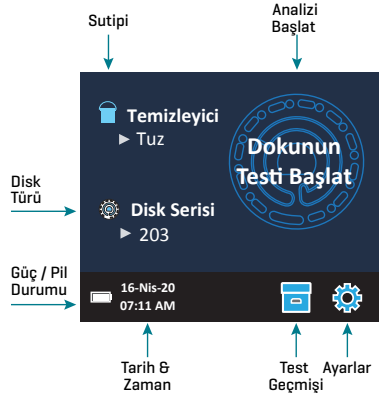 Sutipi
Analizi
Başlat
Temizleyici
Tuz
Dokunun
Testi Başlat
Disk
Türü
Disk Serisi
203
Güç / Pil
Durumu
16-Nis-20
07:11 AM
Tarih &
Zaman
Test
Geçmişi
Ayarlar